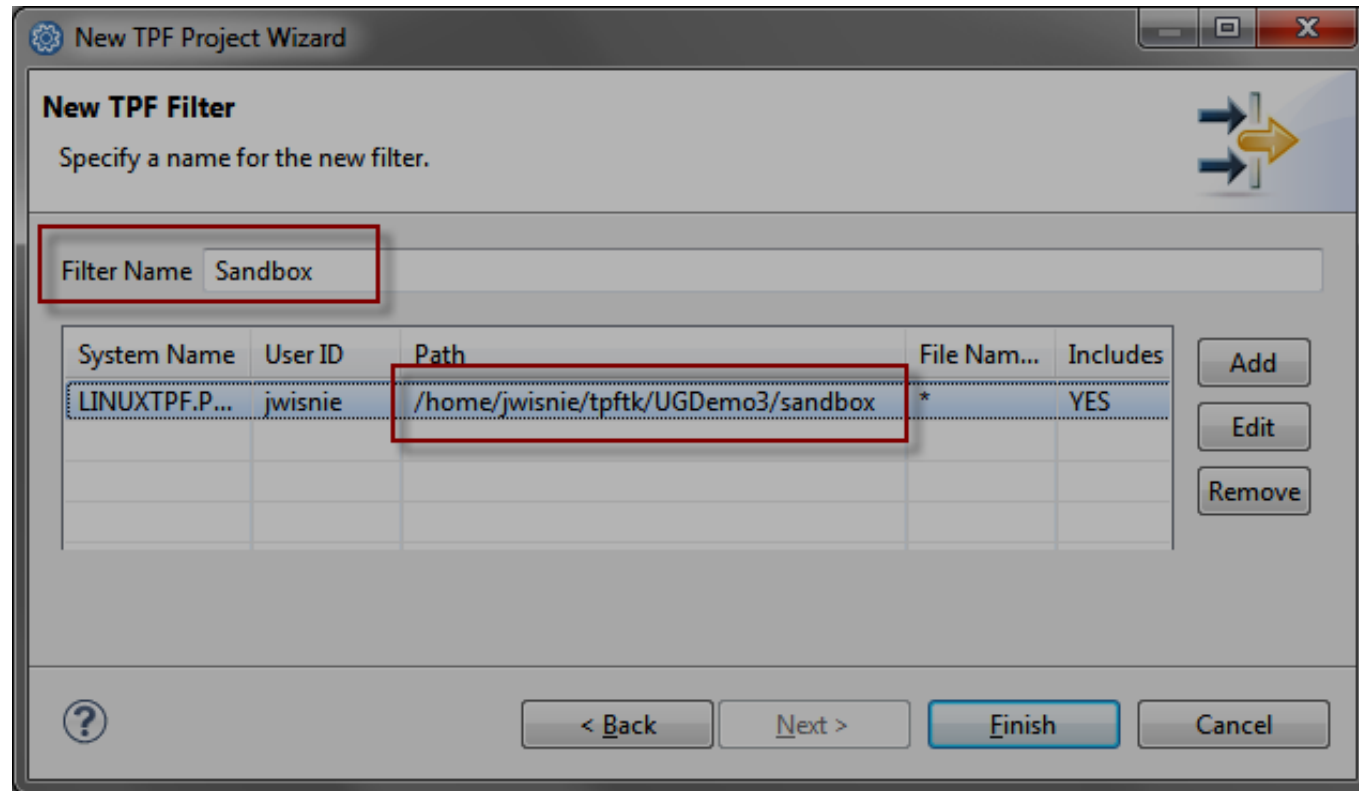 New TPF Project Wizard
New TPF Filter
Specify a name for the new filter.
Filter Name Sandbox
System Name User ID Path File Nam... Includes
LINUXTPF.P... jwisnie /home/jwisnie/tpftk/UGDemo3/sandbox * YES
Add
Edit
Remove
? < Back Next > Finish Cancel